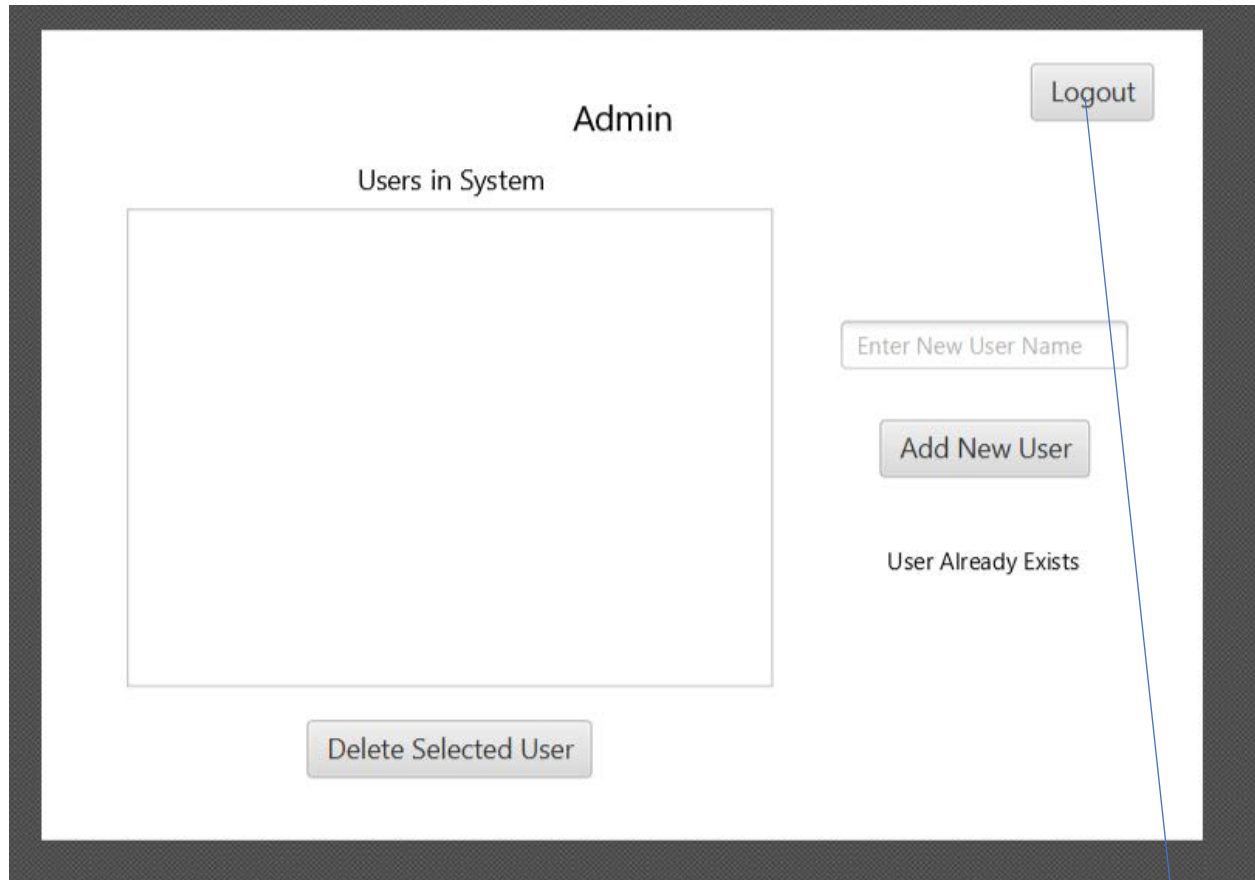 Logout
Admin
Users in System
Enter New User Name
Add New User
User Already Exists
Delete Selected User